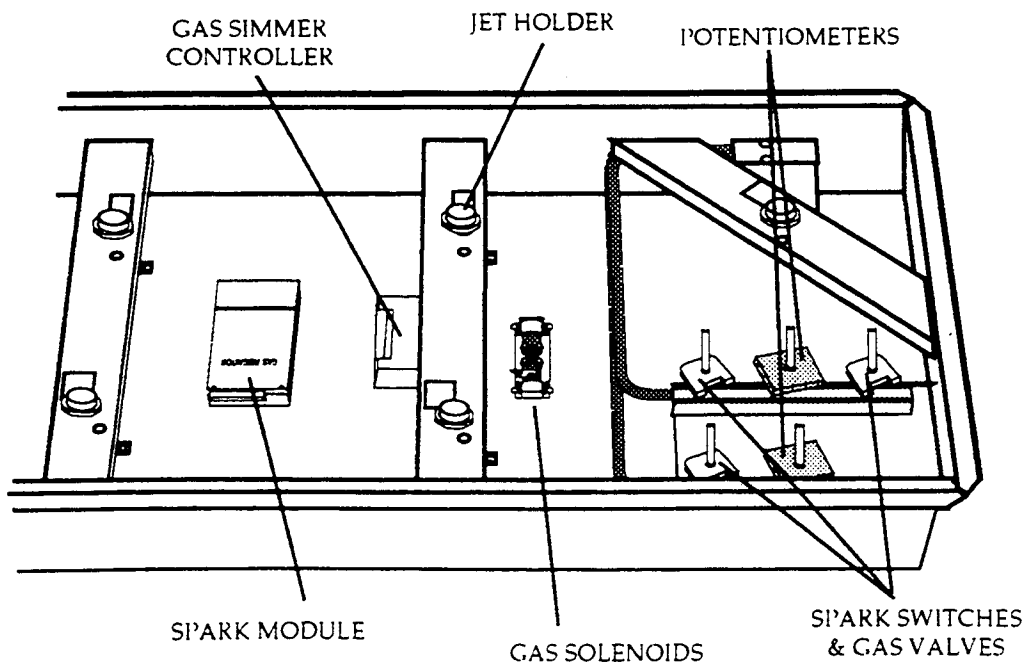 GAS SIMMER
CONTROLLER
JET HOLDER
POTENTIOMETERS
SPARK MODULE
GAS SOLENOIDS
SPARK SWITCHES
& GAS VALVES